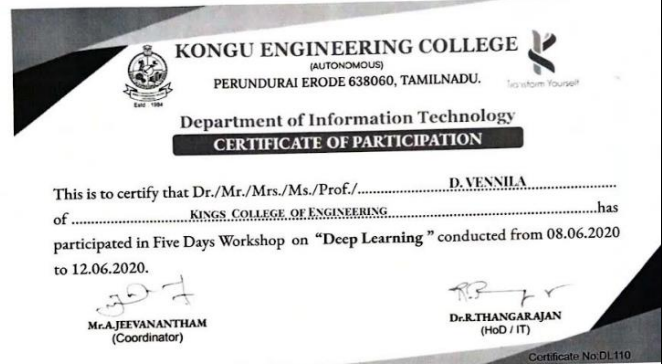 KONGU ENGINEERING COLLEGE
(AUTONOMOUS)
PERUNDURAI ERODE 638060, TAMILNADU.
Transform Yourself
Estd : 1984
Department of Information Technology
CERTIFICATE OF PARTICIPATION
This is to certify that Dr./Mr./Mrs./Ms./Prof./.................... D. VENNILA ....................
of .................... KINGS COLLEGE OF ENGINEERING ....................has
participated in Five Days Workshop on “Deep Learning ” conducted from 08.06.2020
to 12.06.2020.
Mr.A.JEEVANANTHAM
(Coordinator)
Dr.R.THANGARAJAN
(HoD / IT)
Certificate No:DL110